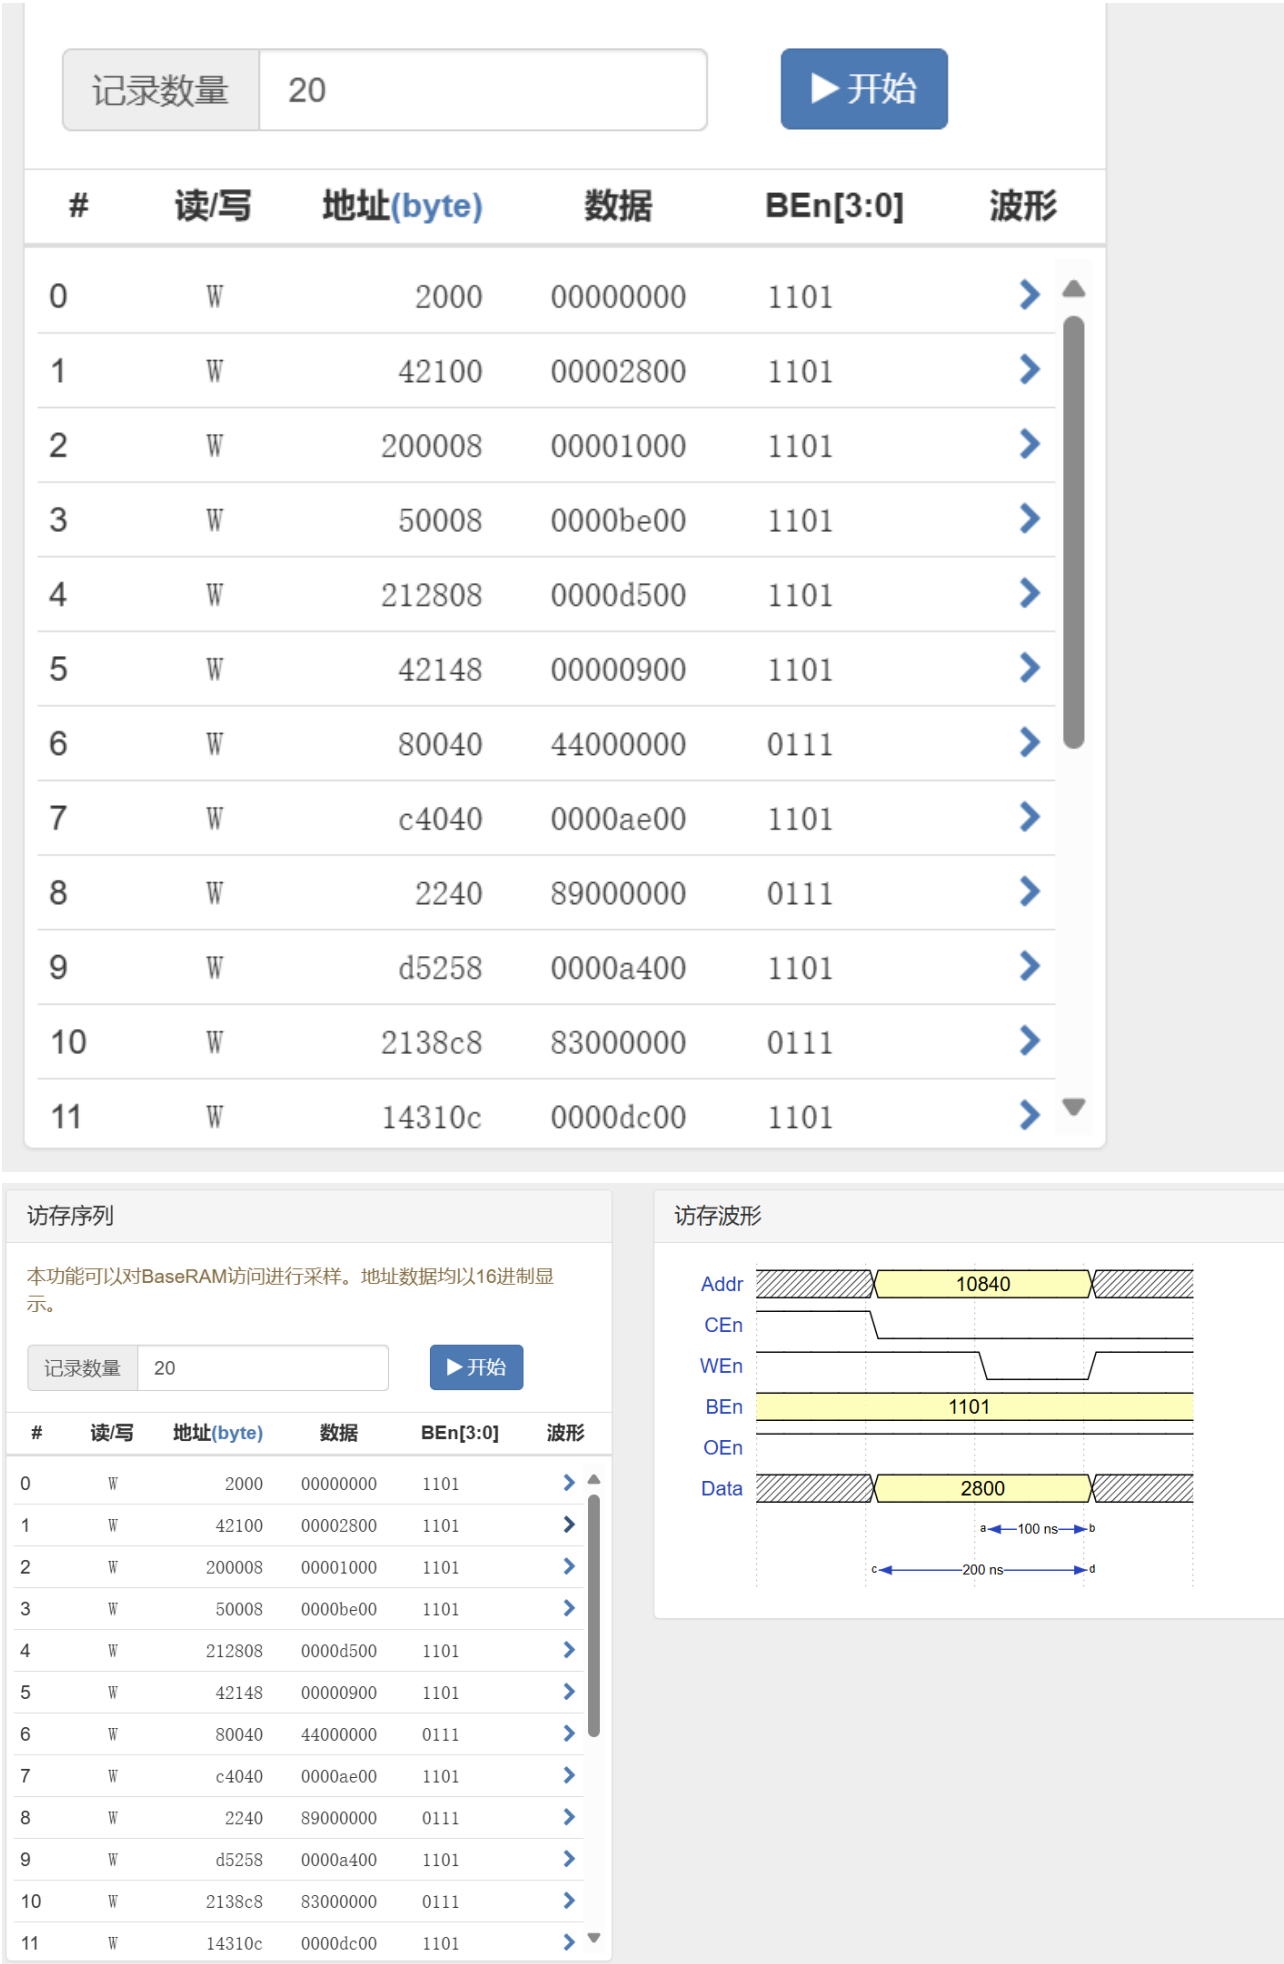 记录数量 20 开始
# 读/写 地址(byte) 数据 BEn[3:0] 波形
0 W 2000 00000000 1101
1 W 42100 00002800 1101
2 W 200008 00001000 1101
3 W 50008 0000be00 1101
4 W 212808 0000d500 1101
5 W 42148 00000900 1101
6 W 80040 44000000 0111
7 W c4040 0000ae00 1101
8 W 2240 89000000 0111
9 W d5258 0000a400 1101
10 W 2138c8 83000000 0111
11 W 14310c 0000dc00 1101
访存序列
本功能可以对BaseRAM访问进行采样。地址数据均以16进制显
示。
记录数量 20 开始
# 读/写 地址(byte) 数据 BEn[3:0] 波形
0 W 2000 00000000 1101
1 W 42100 00002800 1101
2 W 200008 00001000 1101
3 W 50008 0000be00 1101
4 W 212808 0000d500 1101
5 W 42148 00000900 1101
6 W 80040 44000000 0111
7 W c4040 0000ae00 1101
8 W 2240 89000000 0111
9 W d5258 0000a400 1101
10 W 2138c8 83000000 0111
11 W 14310c 0000dc00 1101
访存波形
Addr 10840
CEn
WEn
BEn 1101
OEn
Data 2800
a 100 ns b
c 200 ns d